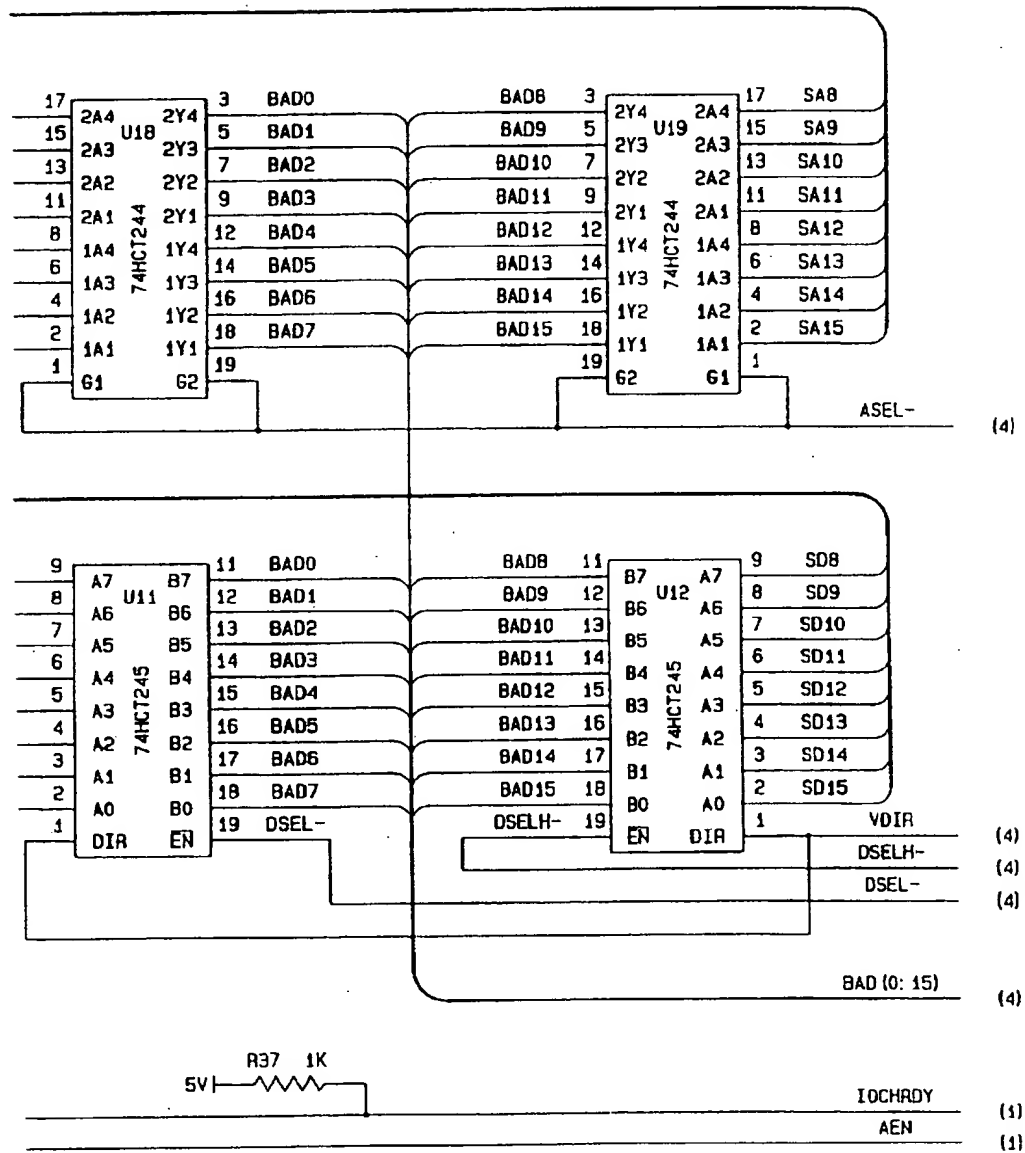 17 2A4 U18 2Y4 3 BAD0 BAD8 3 2Y4 U19 2A4 17 SA8
15 2A3 2Y3 5 BAD1 BAD9 5 2Y3 2A3 15 SA9
13 2A2 2Y2 7 BAD2 BAD10 7 2Y2 2A2 13 SA10
11 2A1 2Y1 9 BAD3 BAD11 9 2Y1 2A1 11 SA11
8 1A4 1Y4 12 BAD4 BAD12 12 1Y4 1A4 8 SA12
6 1A3 1Y3 14 BAD5 BAD13 14 1Y3 1A3 6 SA13
4 1A2 1Y2 16 BAD6 BAD14 16 1Y2 1A2 4 SA14
2 1A1 1Y1 18 BAD7 BAD15 18 1Y1 1A1 2 SA15
1 G1 G2 19 19 G2 G1 1
74HCT244 74HCT244
ASEL- (4)
9 A7 U11 B7 11 BAD0 BAD8 11 B7 U12 A7 9 SD8
8 A6 B6 12 BAD1 BAD9 12 B6 A6 8 SD9
7 A5 B5 13 BAD2 BAD10 13 B5 A5 7 SD10
6 A4 B4 14 BAD3 BAD11 14 B4 A4 6 SD11
5 A3 B3 15 BAD4 BAD12 15 B3 A3 5 SD12
4 A2 B2 16 BAD5 BAD13 16 B2 A2 4 SD13
3 A1 B1 17 BAD6 BAD14 17 B1 A1 3 SD14
2 A0 B0 18 BAD7 BAD15 18 B0 A0 2 SD15
1 DIR EN 19 DSEL- DSELH- 19 EN DIR 1 VDIR (4)
74HCT245 74HCT245
DSELH- (4)
DSEL- (4)
BAD (0: 15) (4)
R37 1K
5V
IOCHRDY (1)
AEN (1)